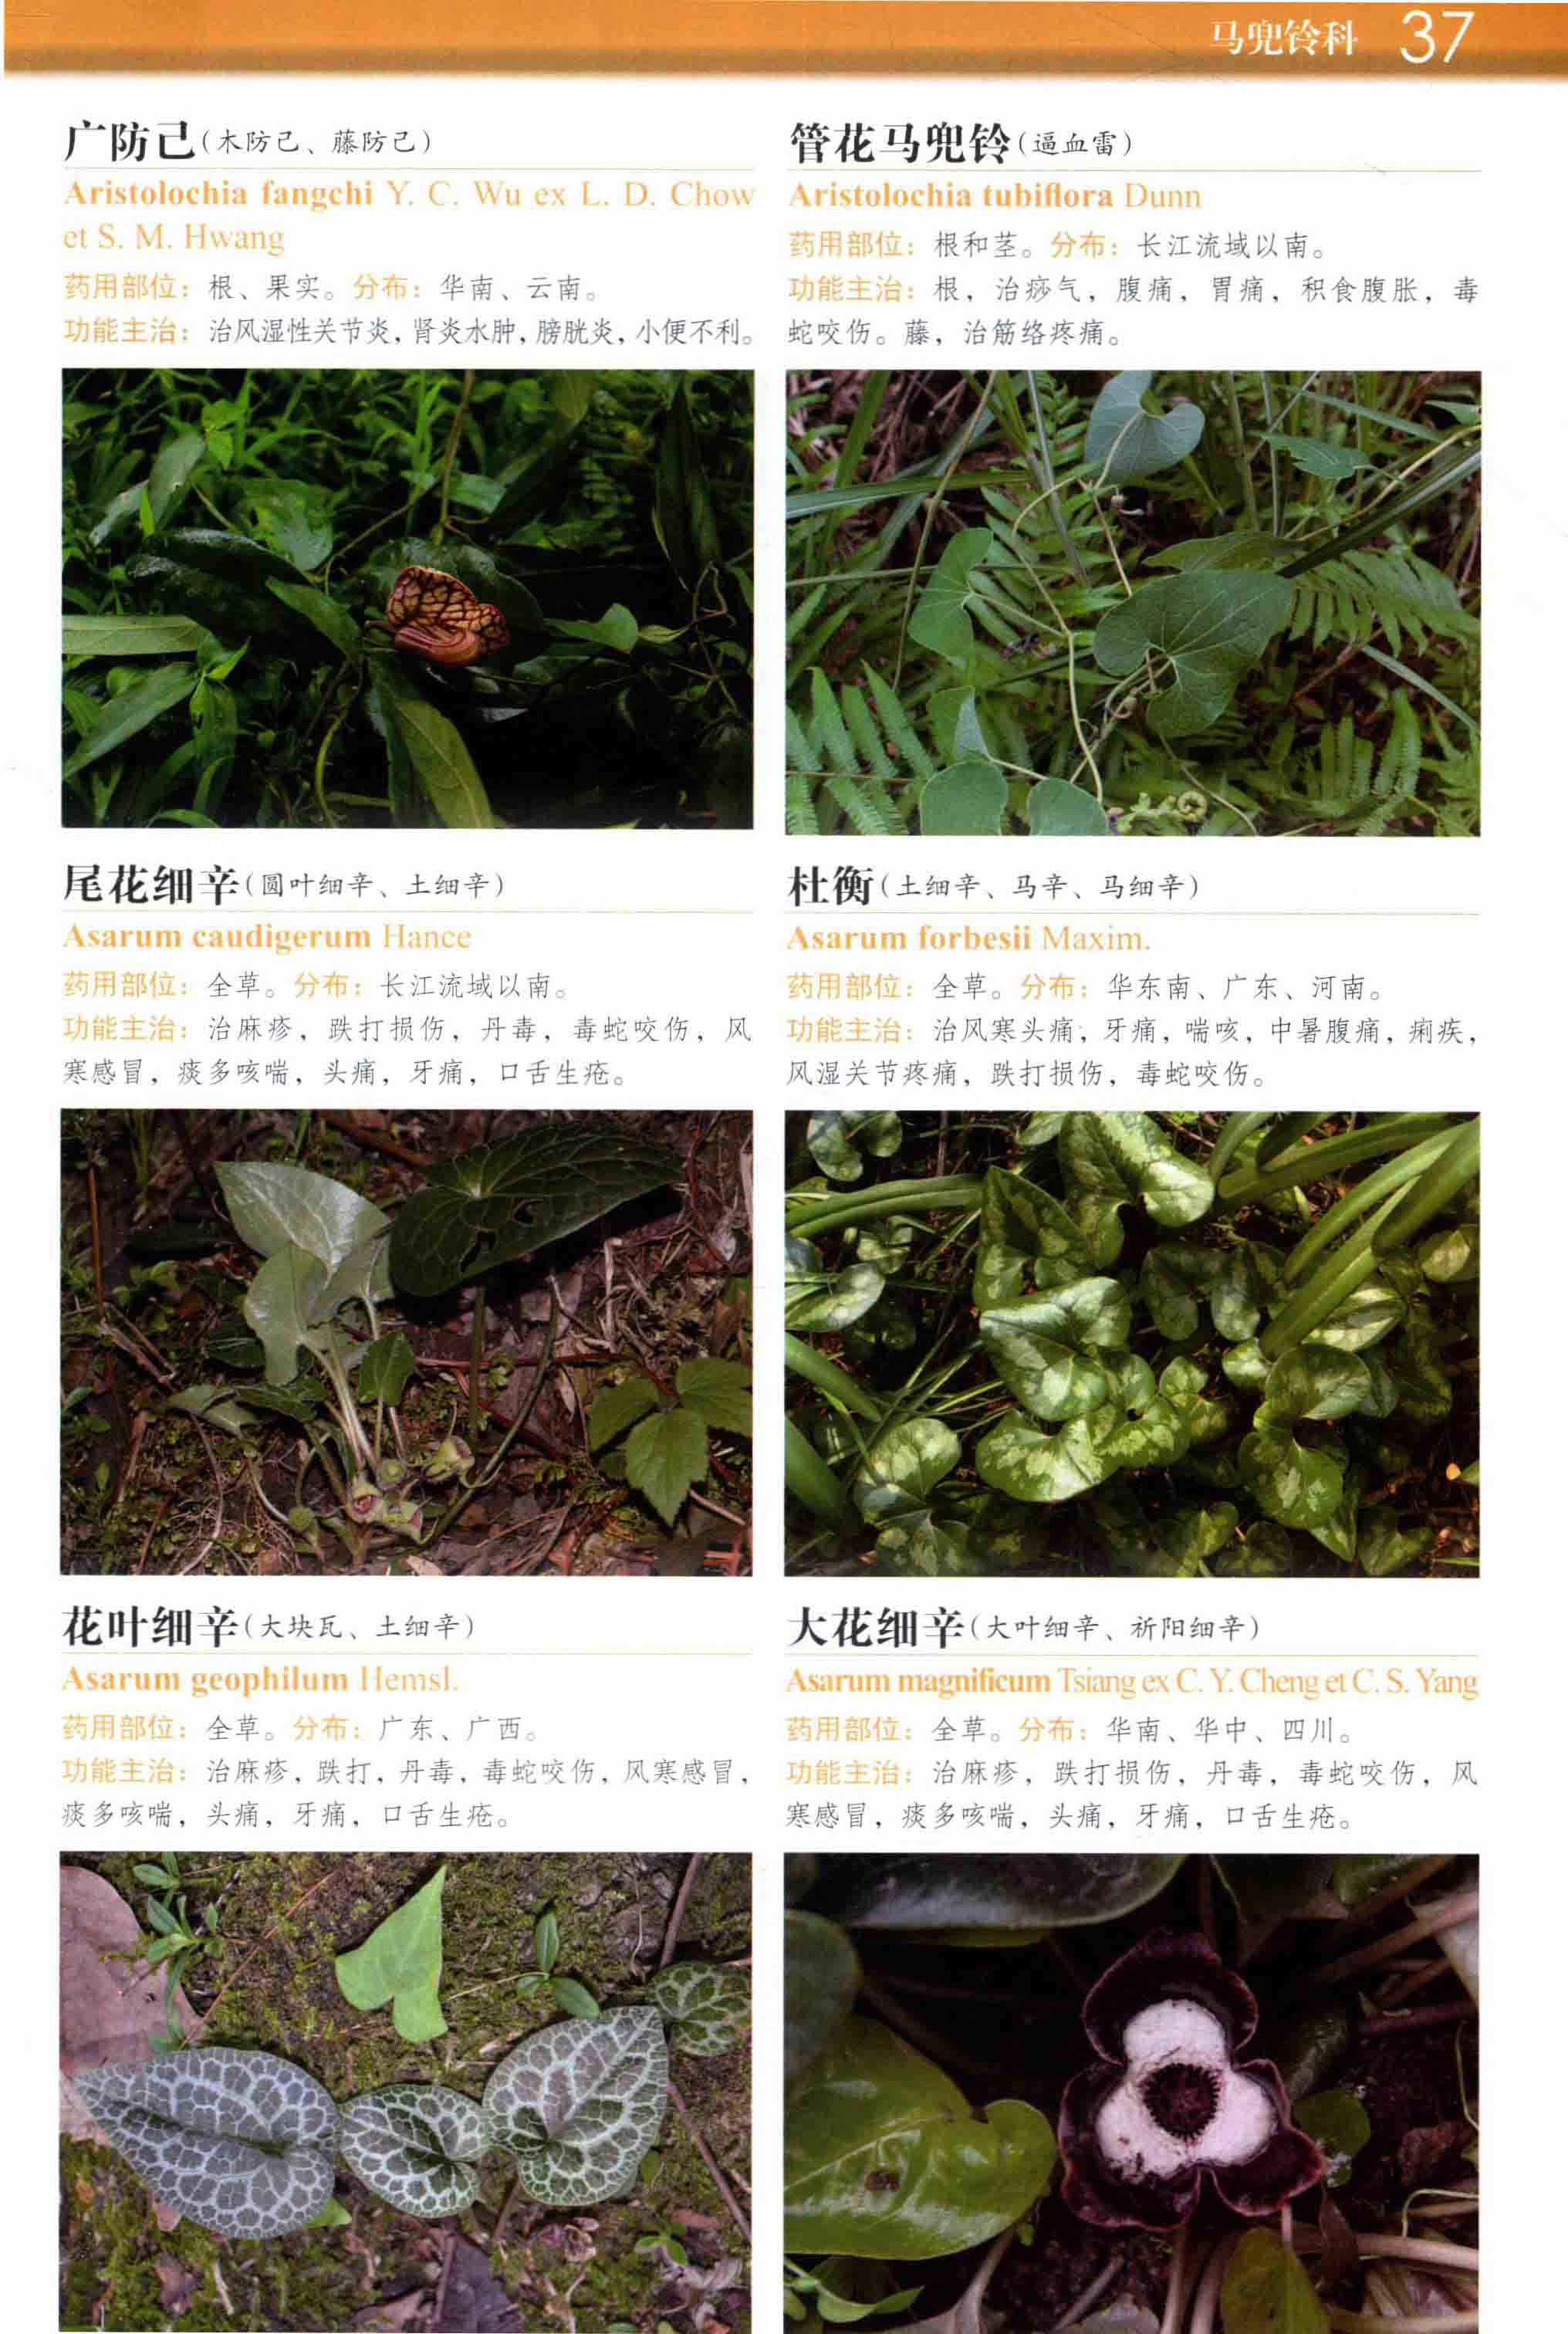 马兜铃科 37
广防己（木防己、藤防己）
Aristolochia fangchi Y. C. Wu ex L. D. Chow
et S. M. Hwang
药用部位：根、果实。分布：华南、云南。
功能主治：治风湿性关节炎，肾炎水肿，膀胱炎，小便不利。
管花马兜铃（逼血雷）
Aristolochia tubiflora Dunn
药用部位：根和茎。分布：长江流域以南。
功能主治：根，治痧气，腹痛，胃痛，积食腹胀，毒
蛇咬伤。藤，治筋络疼痛。
尾花细辛（圆叶细辛、土细辛）
Asarum caudigerum Hance
药用部位：全草。分布：长江流域以南。
功能主治：治麻疹，跌打损伤，丹毒，毒蛇咬伤，风
寒感冒，痰多咳喘，头痛，牙痛，口舌生疮。
杜衡（土细辛、马辛、马细辛）
Asarum forbesii Maxim.
药用部位：全草。分布：华东南、广东、河南。
功能主治：治风寒头痛，牙痛，喘咳，中暑腹痛，痢疾，
风湿关节疼痛，跌打损伤，毒蛇咬伤。
花叶细辛（大块瓦、土细辛）
Asarum geophilum Hemsl.
药用部位：全草。分布：广东、广西。
功能主治：治麻疹，跌打，丹毒，毒蛇咬伤，风寒感冒，
痰多咳喘，头痛，牙痛，口舌生疮。
大花细辛（大叶细辛、祈阳细辛）
Asarum magnificum Tsiang ex C. Y. Cheng et C. S. Yang
药用部位：全草。分布：华南、华中、四川。
功能主治：治麻疹，跌打损伤，丹毒，毒蛇咬伤，风
寒感冒，痰多咳喘，头痛，牙痛，口舌生疮。